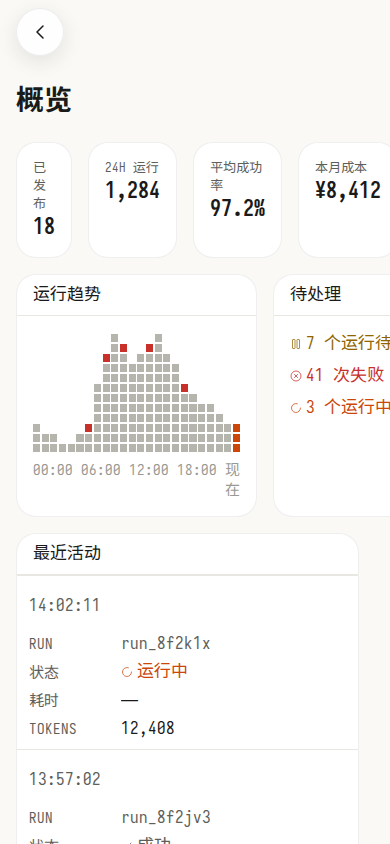 概览
已发布
18
24H 运行
1,284
平均成功率
97.2%
本月成本
¥8,412
运行趋势
00:00 06:00 12:00 18:00 现在
待处理
7 个运行待
41 次失败
3 个运行中
最近活动
14:02:11
RUN run_8f2k1x
状态 运行中
耗时 —
TOKENS 12,408
13:57:02
RUN run_8f2jv3
状态 成功